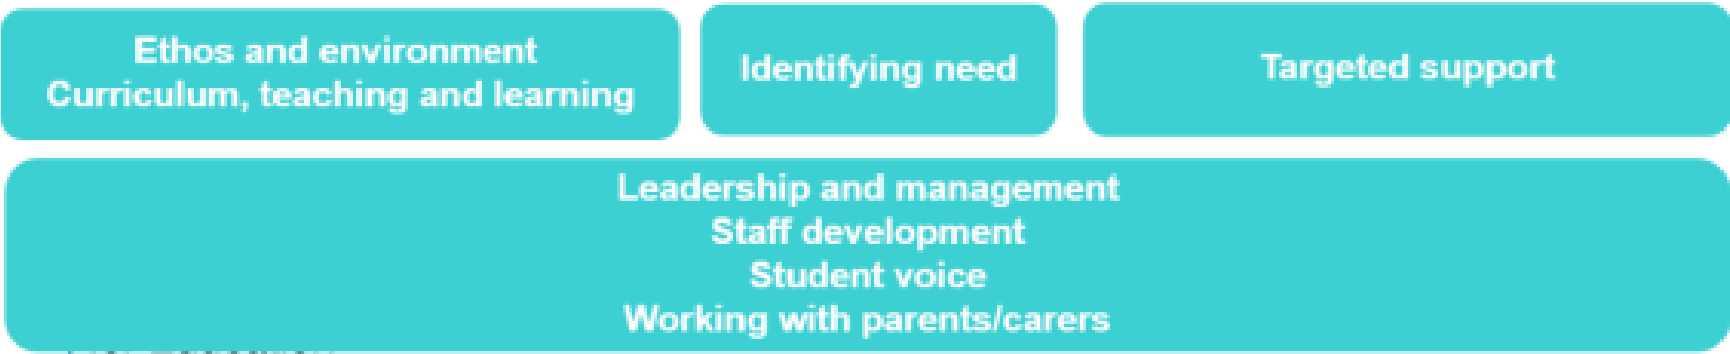 Ethos and environment
Curriculum, teaching and learning
Identifying need
Targeted support
Leadership and management
Staff development
Student voice
Working with parents/carers